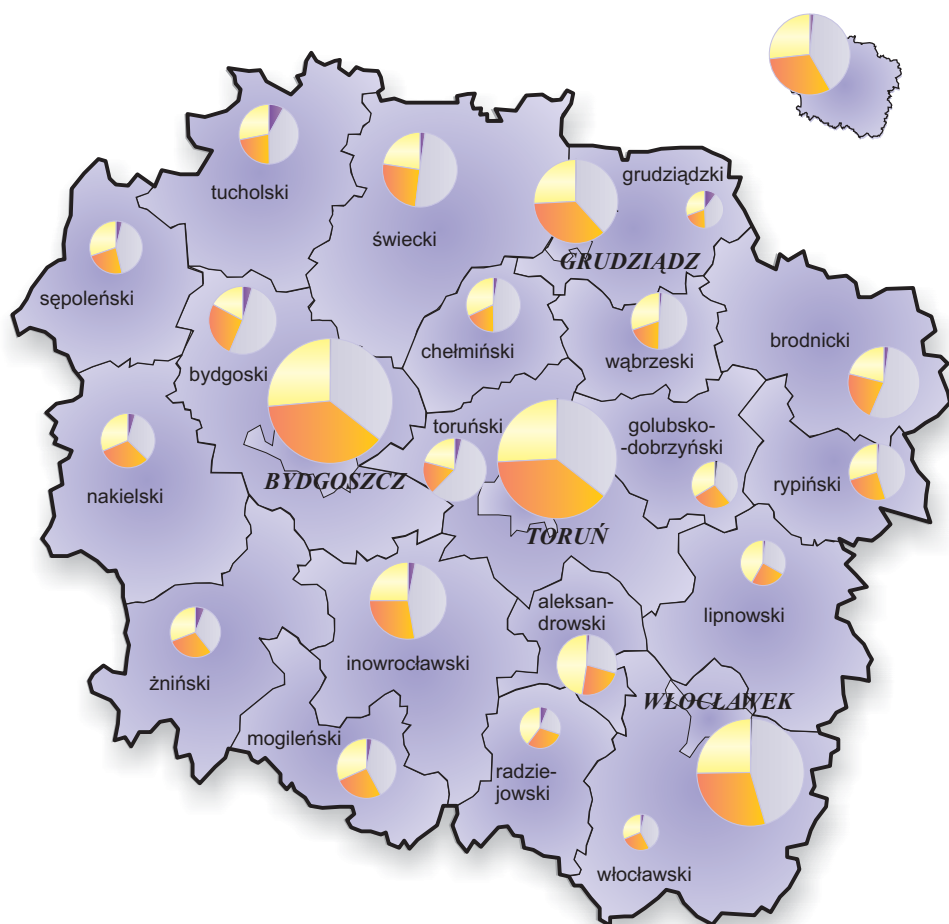 grudziądzki
tucholski
świecki
GRUDZIĄDZ
sępoleński
chełmiński
wąbrzeski
brodnicki
bydgoski
toruński
golubsko-
-dobrzyński
rypiński
nakielski
BYDGOSZCZ
TORUŃ
aleksan-
drowski
lipnowski
inowrocławski
żniński
WŁOCŁAWEK
mogileński
radzie-
jowski
włocławski